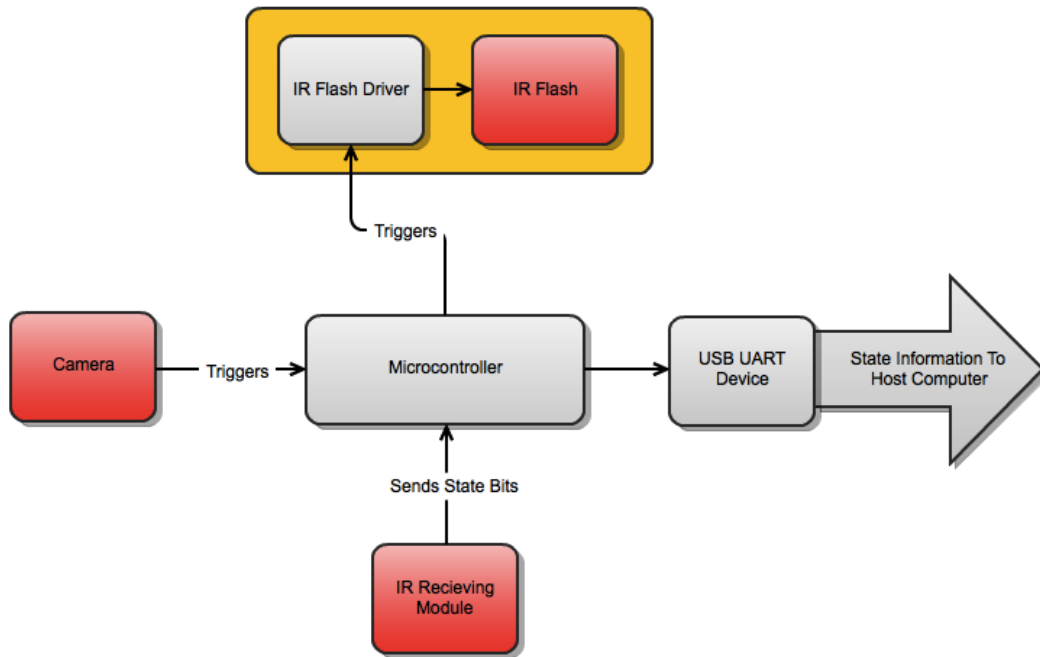 IR Flash Driver
IR Flash
Triggers
Camera
Triggers
Microcontroller
USB UART
Device
State Information To
Host Computer
Sends State Bits
IR Recieving
Module